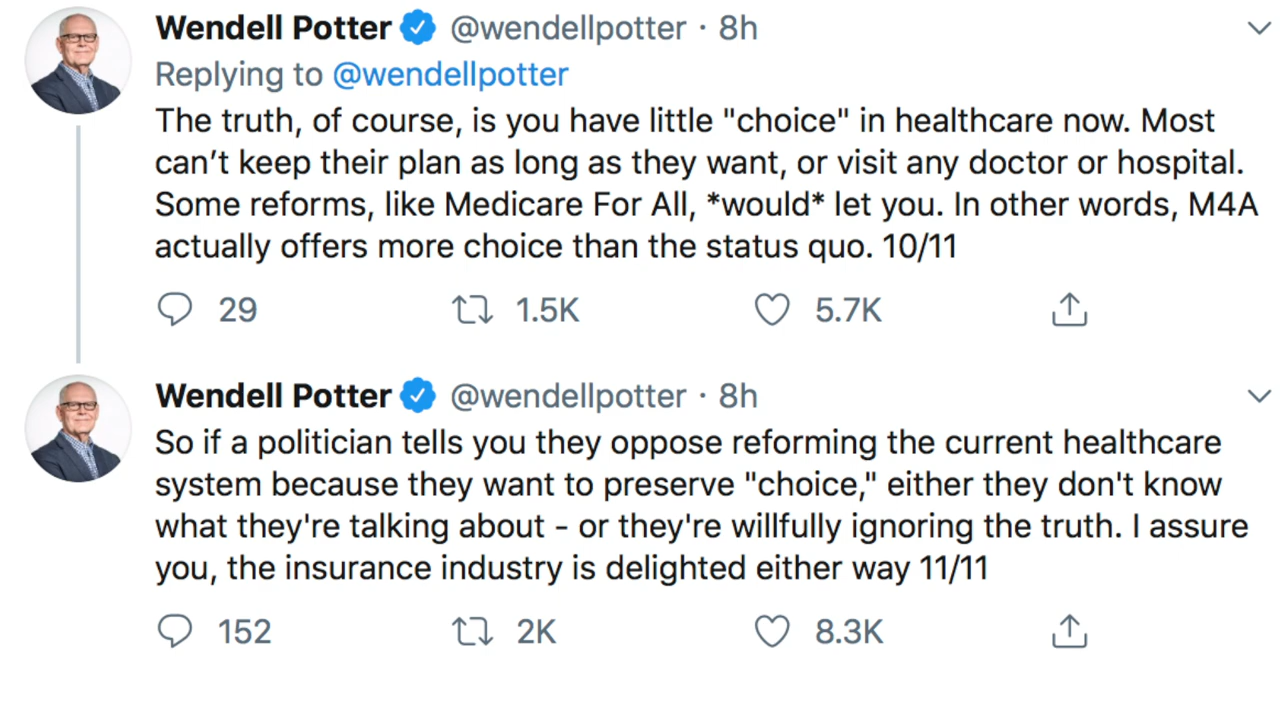 Wendell Potter @wendellpotter · 8h
Replying to @wendellpotter
The truth, of course, is you have little "choice" in healthcare now. Most
can’t keep their plan as long as they want, or visit any doctor or hospital.
Some reforms, like Medicare For All, *would* let you. In other words, M4A
actually offers more choice than the status quo. 10/11
29 1.5K 5.7K
Wendell Potter @wendellpotter · 8h
So if a politician tells you they oppose reforming the current healthcare
system because they want to preserve "choice," either they don't know
what they're talking about - or they're willfully ignoring the truth. I assure
you, the insurance industry is delighted either way 11/11
152 2K 8.3K